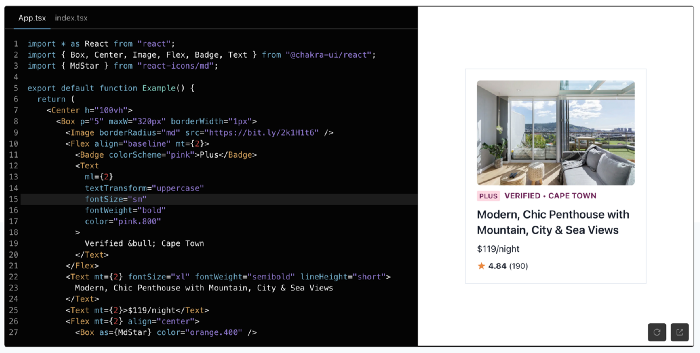 App.tsx index.tsx
1 import * as React from "react";
2 import { Box, Center, Image, Flex, Badge, Text } from "@chakra-ui/react";
3 import { MdStar } from "react-icons/md";
4
5 export default function Example() {
6 return (
7 <Center h="100vh">
8 <Box p="5" maxW="320px" borderWidth="1px">
9 <Image borderRadius="md" src="https://bit.ly/2k1H1t6" />
10 <Flex align="baseline" mt={2}>
11 <Badge colorScheme="pink">Plus</Badge>
12 <Text
13 ml={2}
14 textTransform="uppercase"
15 fontSize="sm"
16 fontWeight="bold"
17 color="pink.800"
18 >
19 Verified &bull; Cape Town
20 </Text>
21 </Flex>
22 <Text mt={2} fontSize="xl" fontWeight="semibold" lineHeight="short">
23 Modern, Chic Penthouse with Mountain, City & Sea Views
24 </Text>
25 <Text mt={2}>$119/night</Text>
26 <Flex mt={2} align="center">
27 <Box as={MdStar} color="orange.400" />
PLUS VERIFIED • CAPE TOWN
Modern, Chic Penthouse with
Mountain, City & Sea Views
$119/night
4.84 (190)